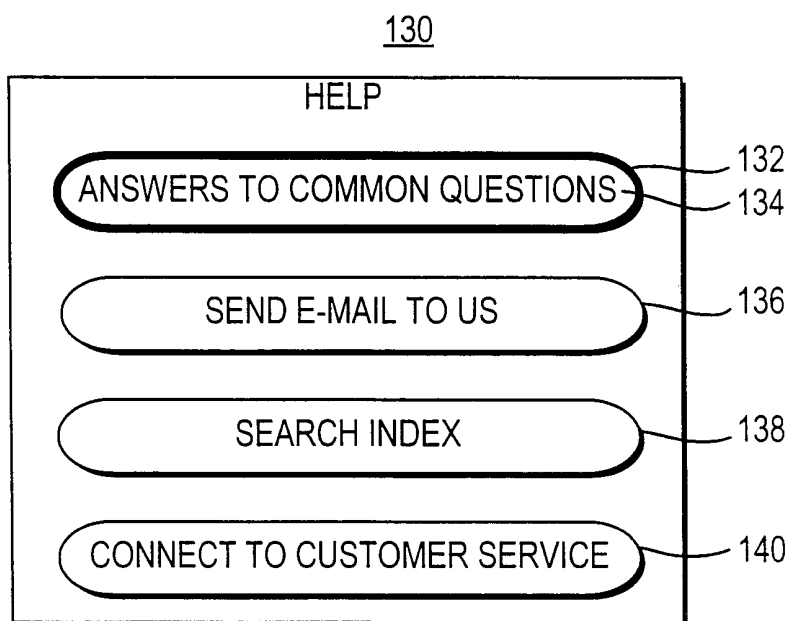 130
HELP
132
ANSWERS TO COMMON QUESTIONS
134
SEND E-MAIL TO US
136
SEARCH INDEX
138
CONNECT TO CUSTOMER SERVICE
140